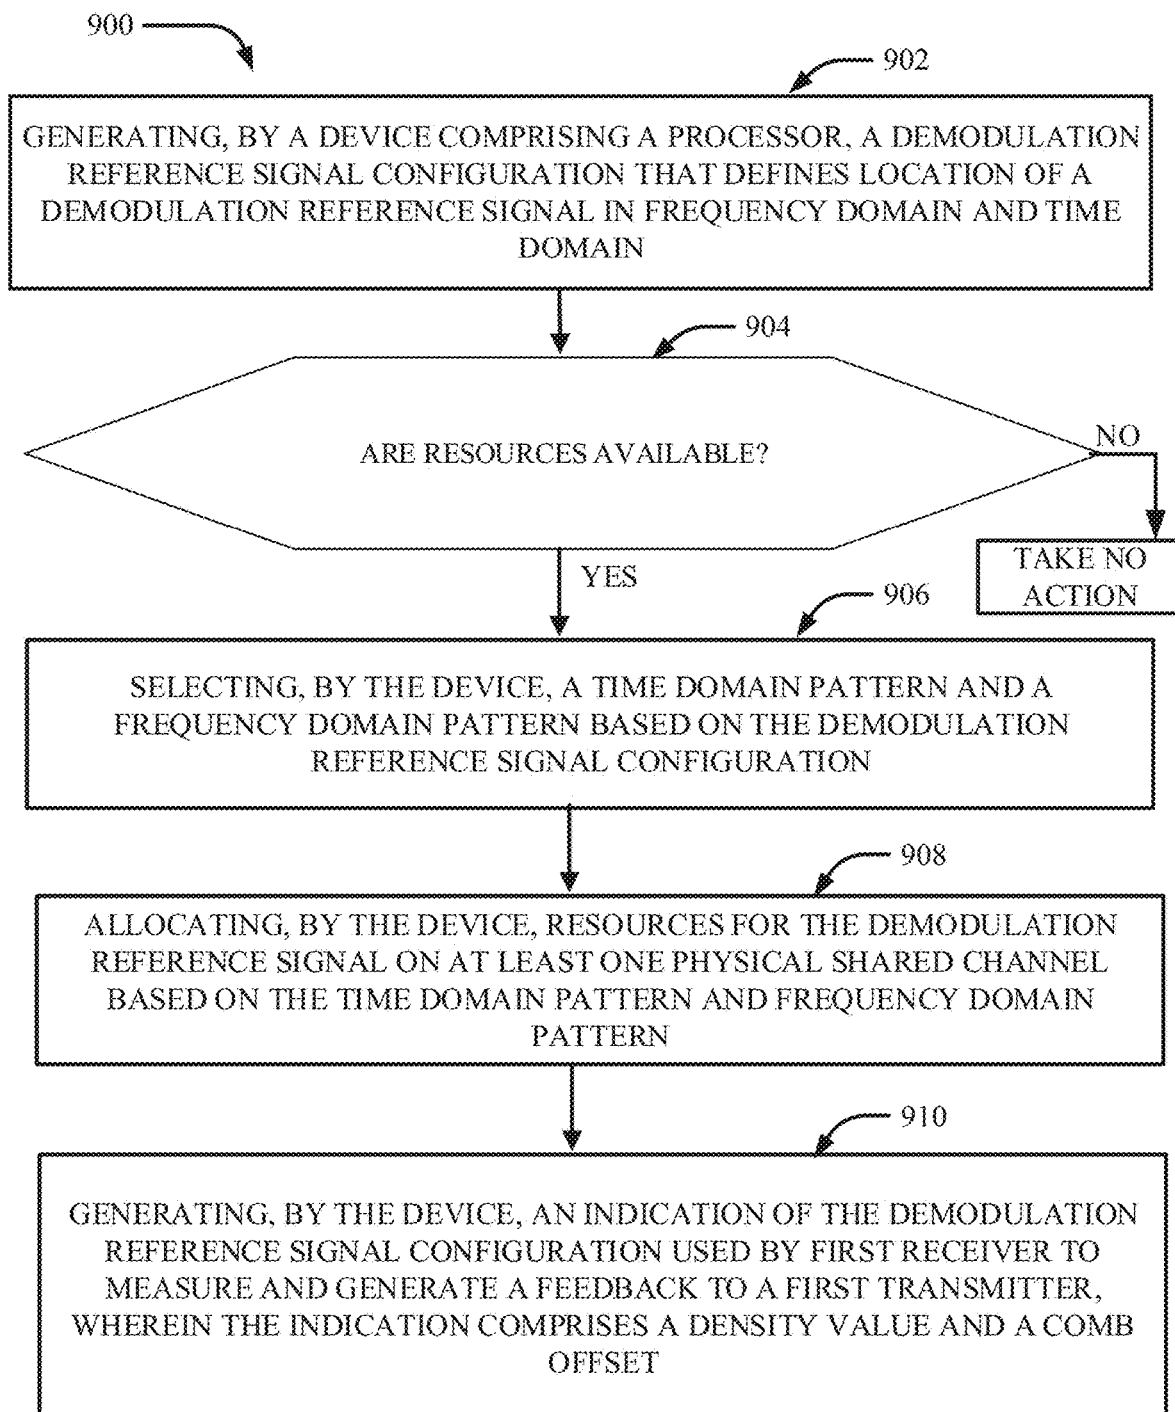 900
902
GENERATING, BY A DEVICE COMPRISING A PROCESSOR, A DEMODULATION
REFERENCE SIGNAL CONFIGURATION THAT DEFINES LOCATION OF A
DEMODULATION REFERENCE SIGNAL IN FREQUENCY DOMAIN AND TIME
DOMAIN
904
ARE RESOURCES AVAILABLE?
NO
TAKE NO
ACTION
YES
906
SELECTING, BY THE DEVICE, A TIME DOMAIN PATTERN AND A
FREQUENCY DOMAIN PATTERN BASED ON THE DEMODULATION
REFERENCE SIGNAL CONFIGURATION
908
ALLOCATING, BY THE DEVICE, RESOURCES FOR THE DEMODULATION
REFERENCE SIGNAL ON AT LEAST ONE PHYSICAL SHARED CHANNEL
BASED ON THE TIME DOMAIN PATTERN AND FREQUENCY DOMAIN
PATTERN
910
GENERATING, BY THE DEVICE, AN INDICATION OF THE DEMODULATION
REFERENCE SIGNAL CONFIGURATION USED BY FIRST RECEIVER TO
MEASURE AND GENERATE A FEEDBACK TO A FIRST TRANSMITTER,
WHEREIN THE INDICATION COMPRISES A DENSITY VALUE AND A COMB
OFFSET